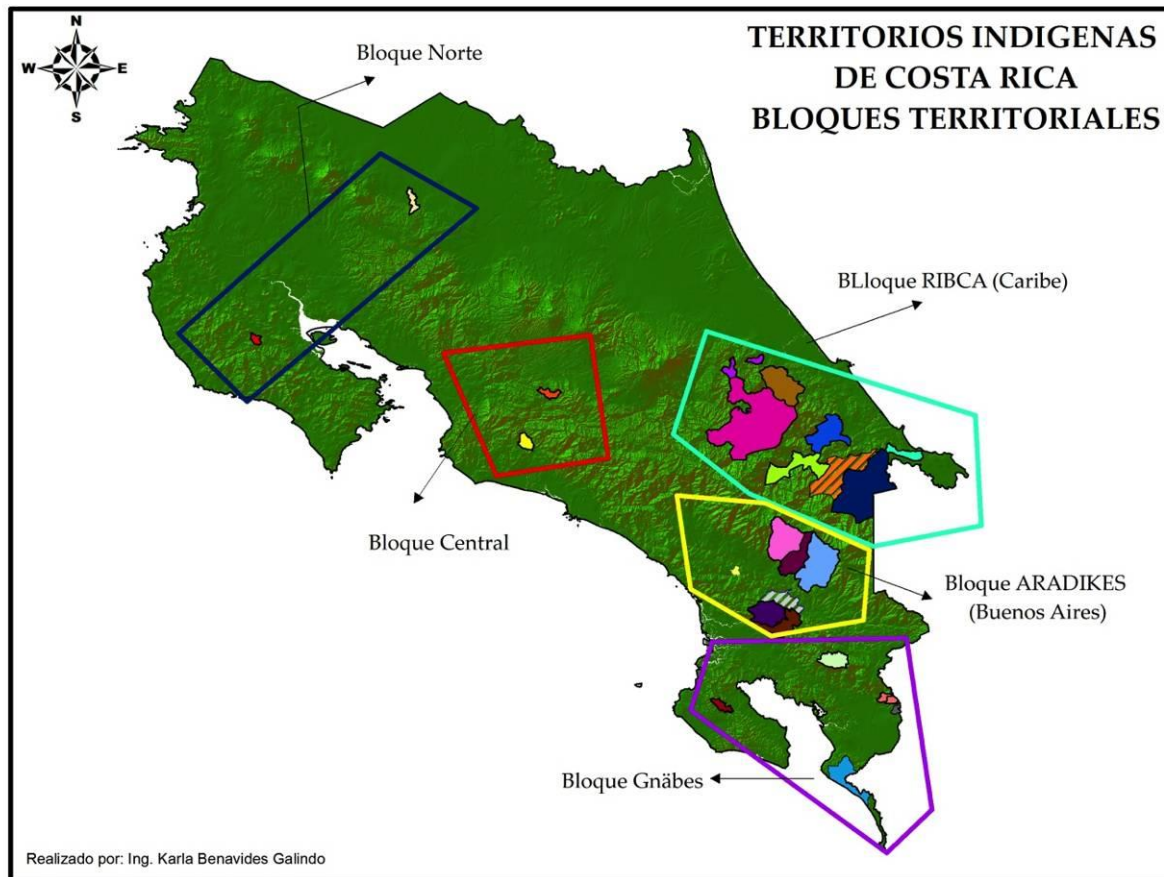 TERRITORIOS INDIGENAS
DE COSTA RICA
BLOQUES TERRITORIALES
N
W
E
S
Bloque Norte
BLloque RIBCA (Caribe)
Bloque Central
Bloque ARADIKES
(Buenos Aires)
Bloque Gnäbes
Realizado por: Ing. Karla Benavides Galindo